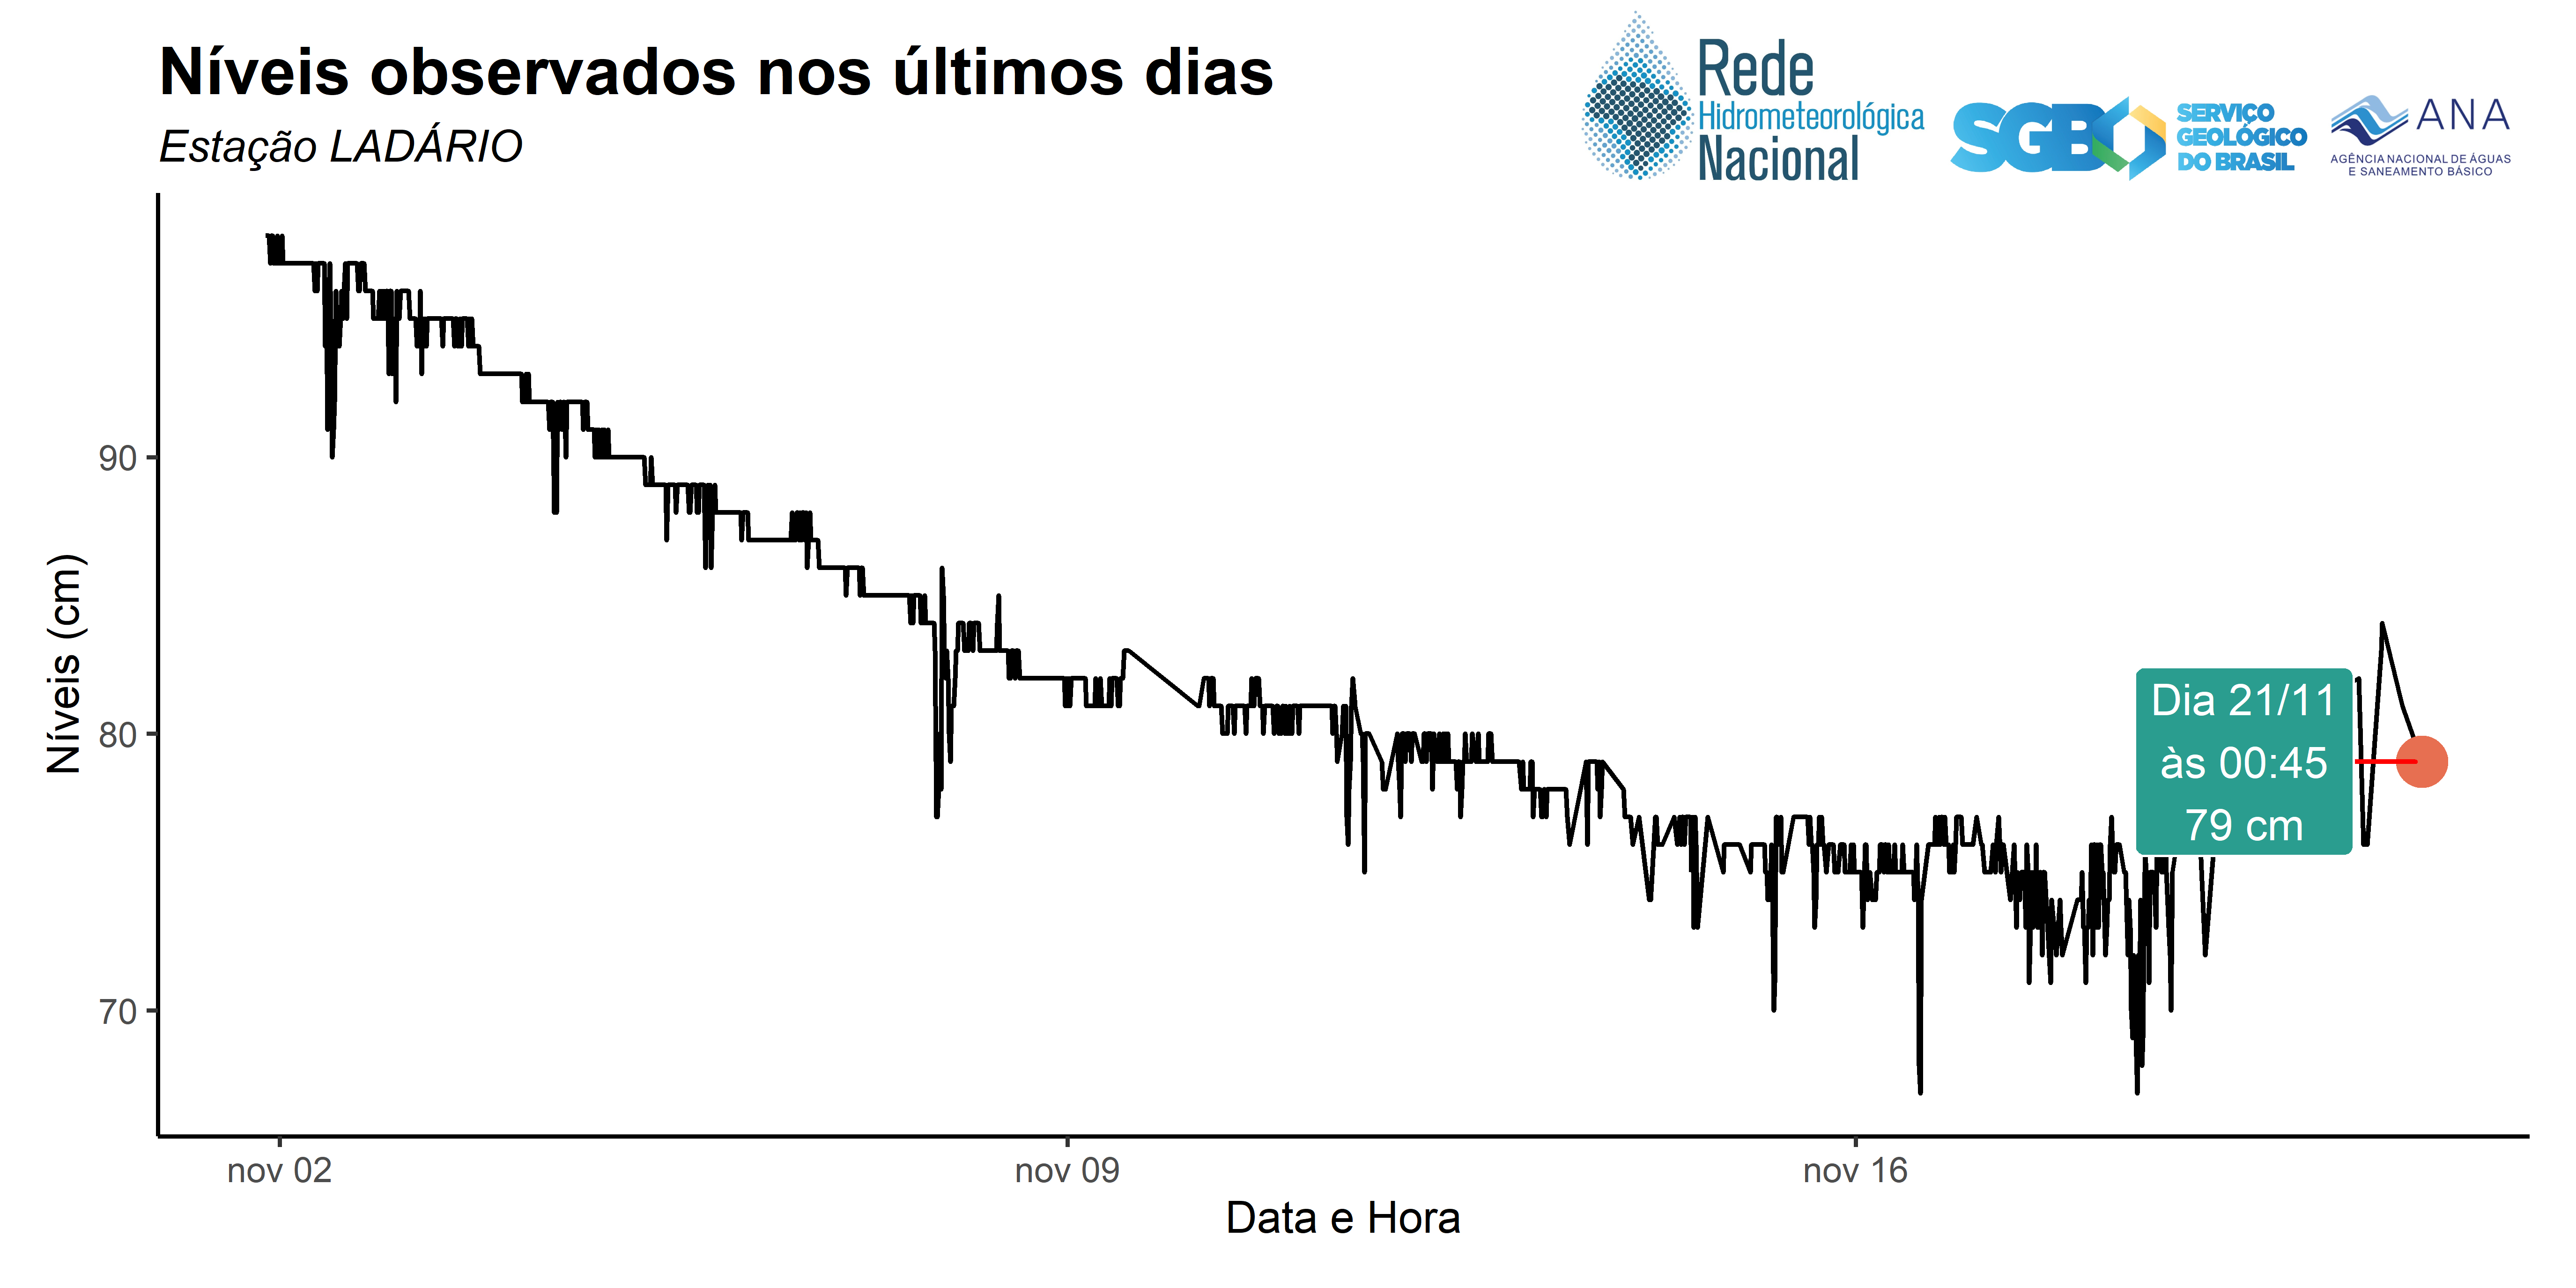 Níveis observados nos últimos dias
Estação LADÁRIO
Rede
Hidrometeorológica
Nacional
SGB
SERVIÇO
GEOLÓGICO
DO BRASIL
ANA
AGÊNCIA NACIONAL DE ÁGUAS
E SANEAMENTO BÁSICO
Níveis (cm)
90
80
70
Dia 21/11
às 00:45
79 cm
nov 02
nov 09
nov 16
Data e Hora